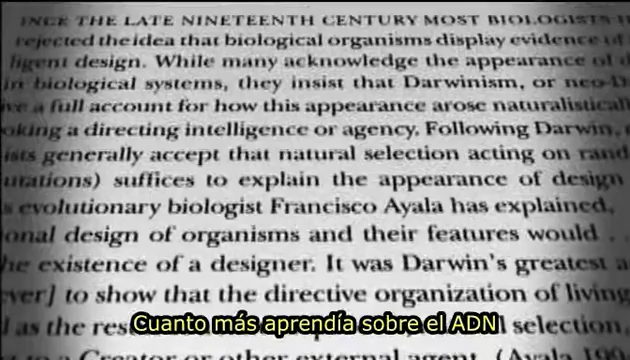 INCE THE LATE NINETEENTH CENTURY MOST BIOLOGISTS
rejected the idea that biological organisms display evidence of
ligent design. While many acknowledge the appearance of
in biological systems, they insist that Darwinism, or neo-D
ve a full account for how this appearance arose naturalistically
oking a directing intelligence or agency. Following Darwin,
ists generally accept that natural selection acting on rand
utations) suffices to explain the appearance of design
s evolutionary biologist Francisco Ayala has explained,
onal design of organisms and their features would . .
he existence of a designer. It was Darwin's greatest a
ever] to show that the directive organization of living
l as the res selection,
Cuanto más aprendía sobre el ADN
to a Creator or other external agent. (Ayala